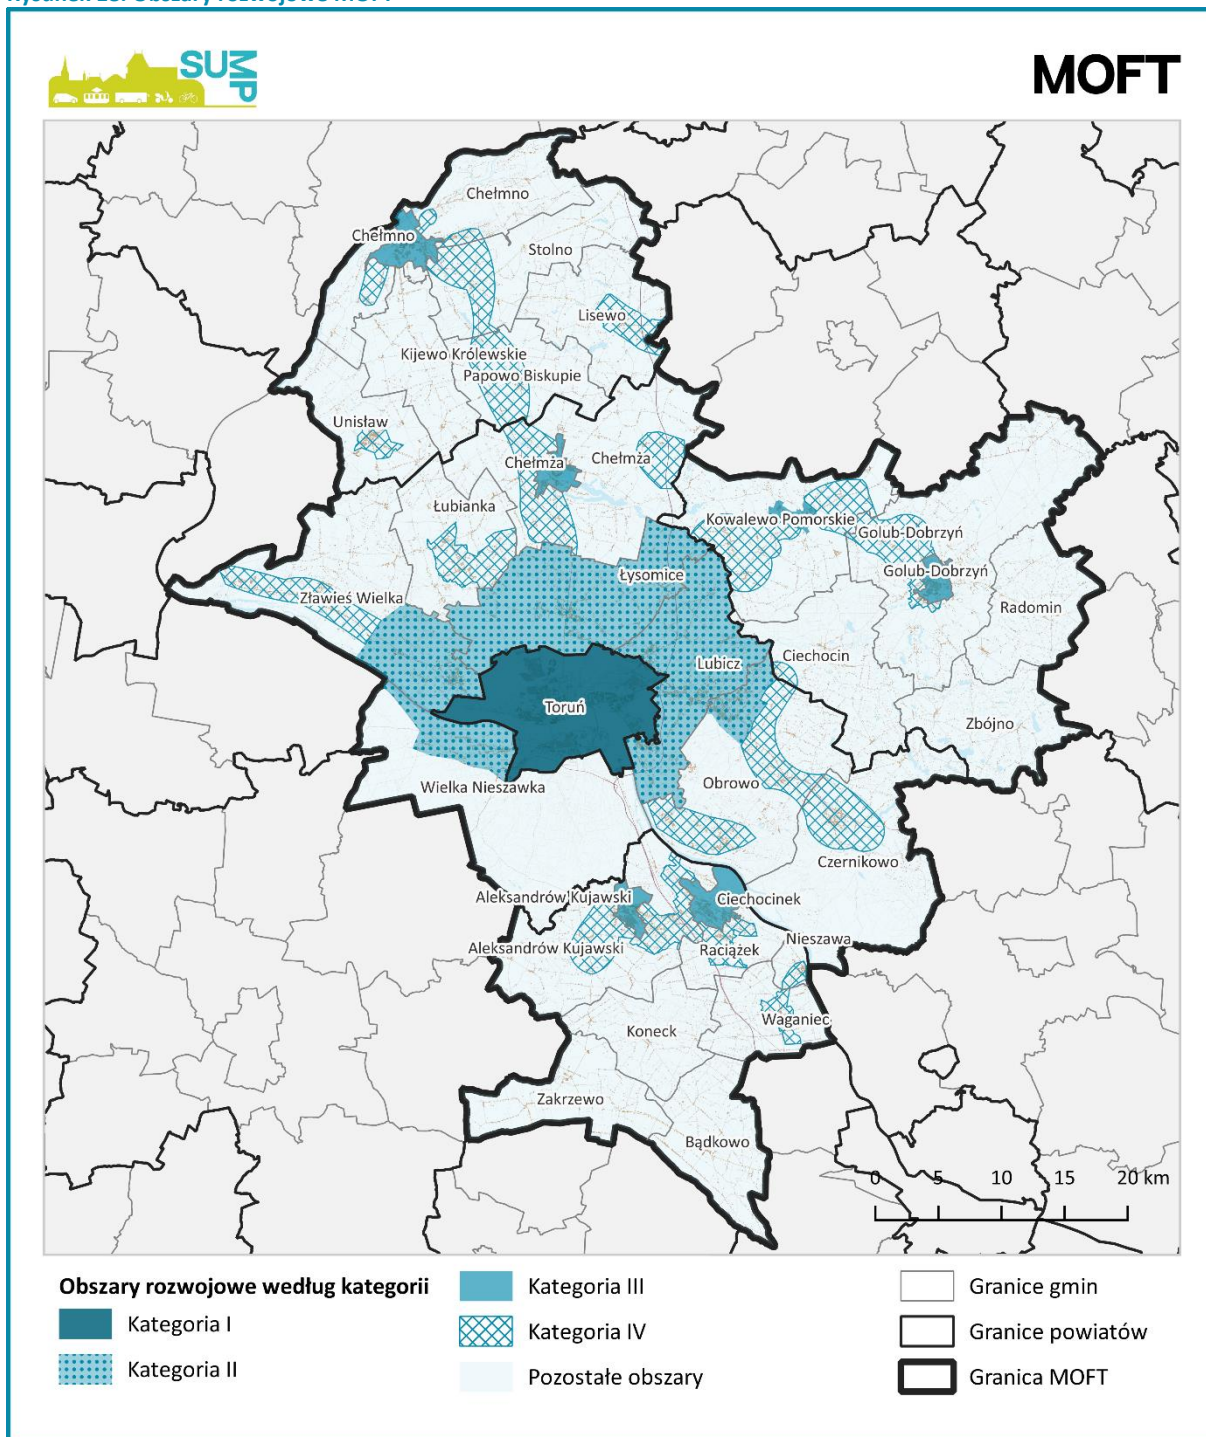 SUMP
MOFT
Chełmno
Chełmno
Stolno
Lisewo
Kijewo Królewskie
Papowo Biskupie
Unisław
Chełmża
Chełmża
Łubianka
Kowalewo Pomorskie
Golub-Dobrzyń
Golub-Dobrzyń
Łysomice
Zławieś Wielka
Radomin
Ciechocin
Lubicz
Toruń
Zbójno
Obrowo
Wielka Nieszawka
Czernikowo
Aleksandrów Kujawski
Ciechocinek
Nieszawa
Aleksandrów Kujawski
Raciążek
Waganiec
Koneck
Zakrzewo
Bądkowo
0 5 10 15 20 km
Obszary rozwojowe według kategorii
Kategoria I
Kategoria II
Kategoria III
Kategoria IV
Pozostałe obszary
Granice gmin
Granice powiatów
Granica MOFT